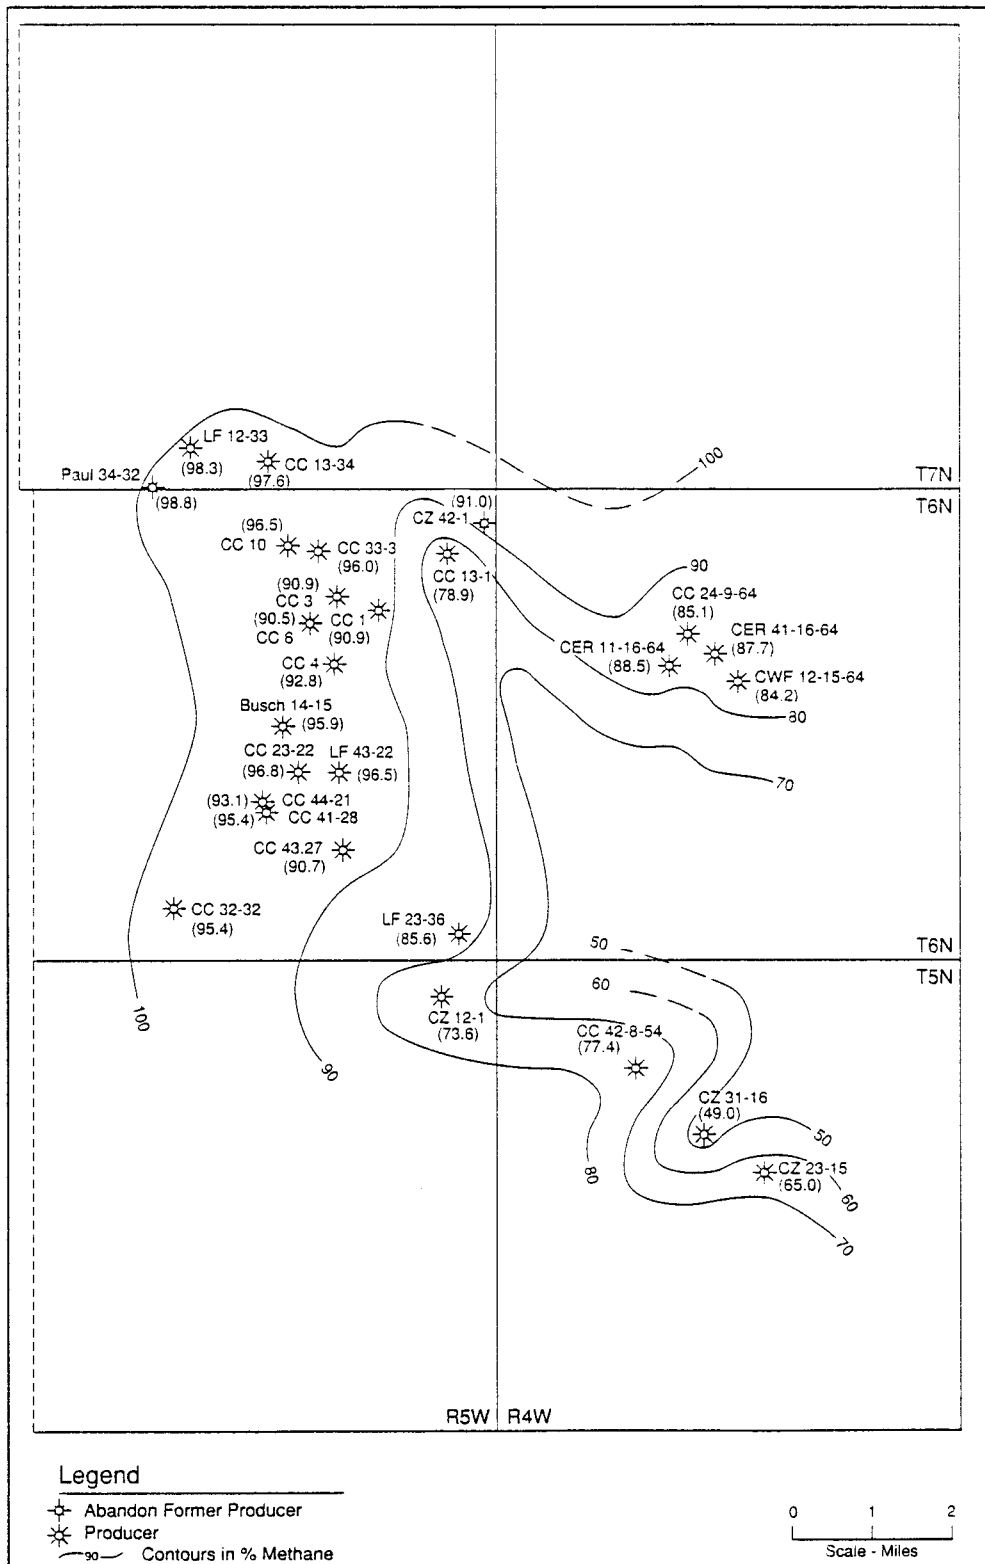 LF 12-33
(98.3)
CC 13-34
(97.6)
Paul 34-32
(98.8)
100
T7N
T6N
(91.0)
CZ 42-1
(96.5)
CC 10
CC 33-3
(96.0)
CC 13-1
(78.9)
90
(90.9)
CC 3
(90.5)
CC 6
CC 1
(90.9)
CC 24-9-64
(85.1)
CER 41-16-64
(87.7)
CER 11-16-64
(88.5)
CC 4
(92.8)
CWF 12-15-64
(84.2)
80
Busch 14-15
(95.9)
CC 23-22
(96.8)
LF 43-22
(96.5)
70
(93.1)
CC 44-21
(95.4)
CC 41-28
CC 43.27
(90.7)
CC 32-32
(95.4)
LF 23-36
(85.6)
50
T6N
T5N
60
100
CZ 12-1
(73.6)
CC 42-8-54
(77.4)
90
CZ 31-16
(49.0)
50
80
CZ 23-15
(65.0)
60
70
R5W
R4W
Legend
Abandon Former Producer
Producer
90
Contours in % Methane
0 1 2
Scale - Miles